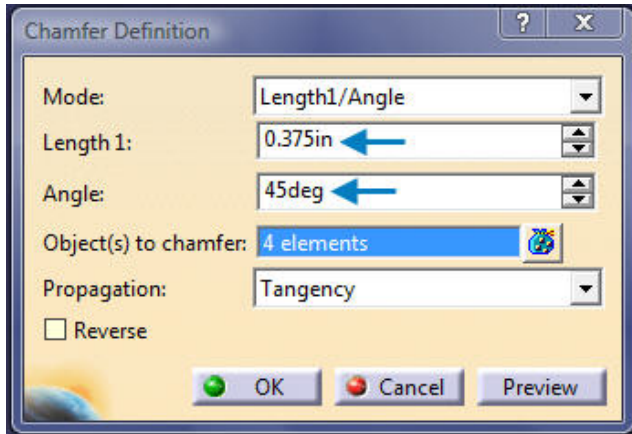 Chamfer Definition ? X
Mode: Length1/Angle
Length 1: 0.375in
Angle: 45deg
Object(s) to chamfer: 4 elements
Propagation: Tangency
Reverse
OK Cancel Preview